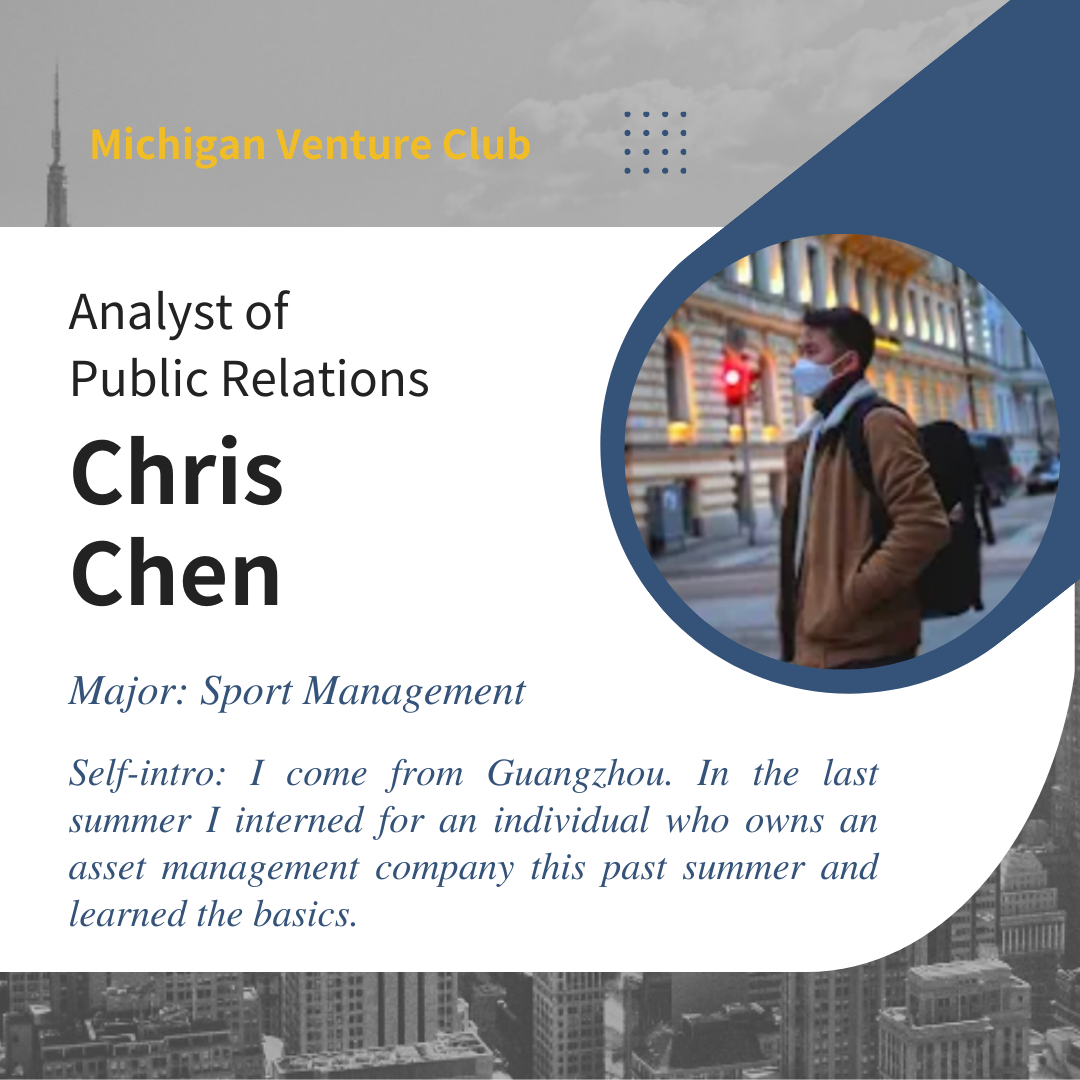 Michigan Venture Club
Analyst of
Public Relations
Chris
Chen
Major: Sport Management
Self-intro: I come from Guangzhou. In the last
summer I interned for an individual who owns an
asset management company this past summer and
learned the basics.